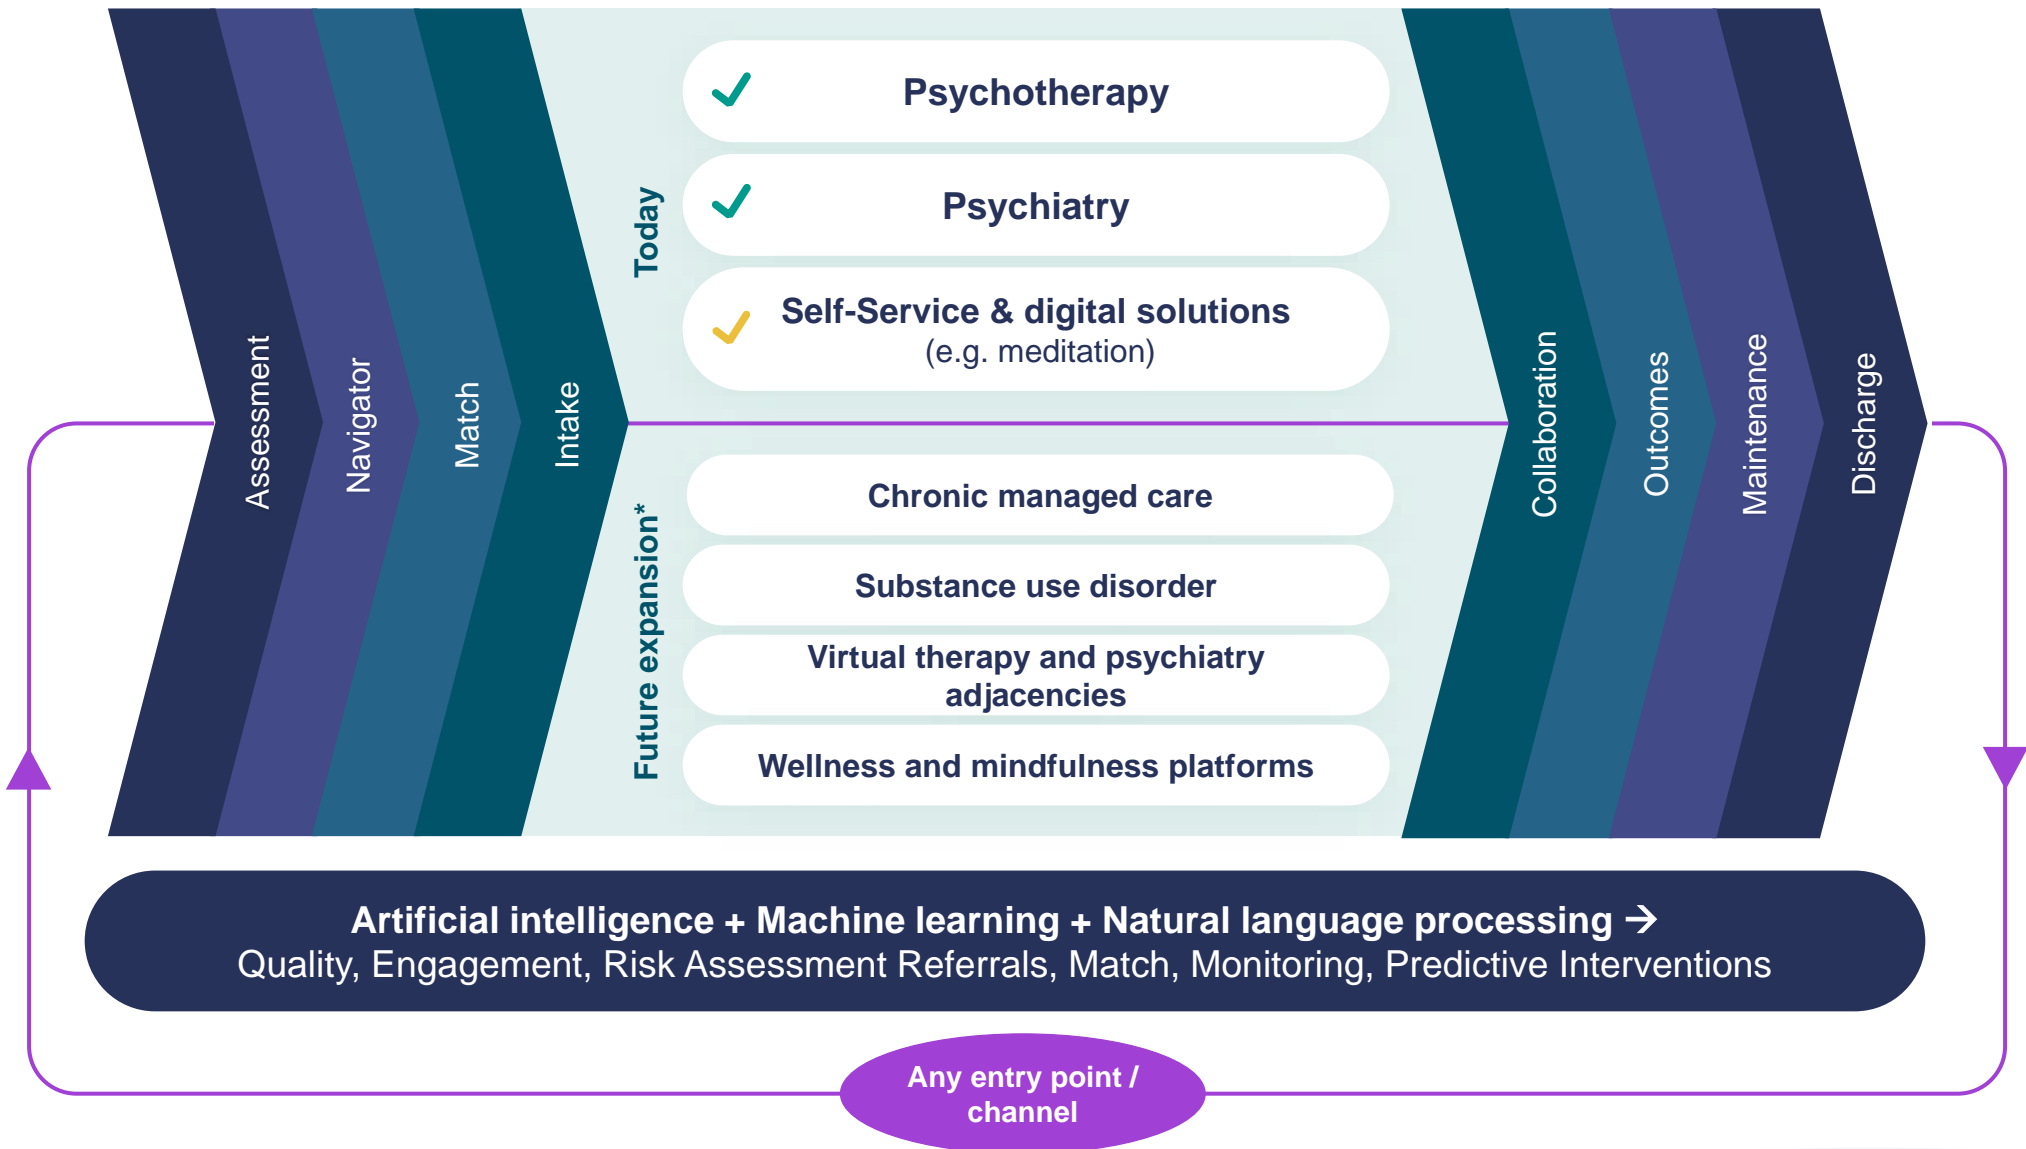 Assessment
Navigator
Match
Intake
Today
Psychotherapy
Psychiatry
Self-Service & digital solutions
(e.g. meditation)
Future expansion*
Chronic managed care
Substance use disorder
Virtual therapy and psychiatry
adjacencies
Wellness and mindfulness platforms
Collaboration
Outcomes
Maintenance
Discharge
Artificial intelligence + Machine learning + Natural language processing →
Quality, Engagement, Risk Assessment Referrals, Match, Monitoring, Predictive Interventions
Any entry point /
channel